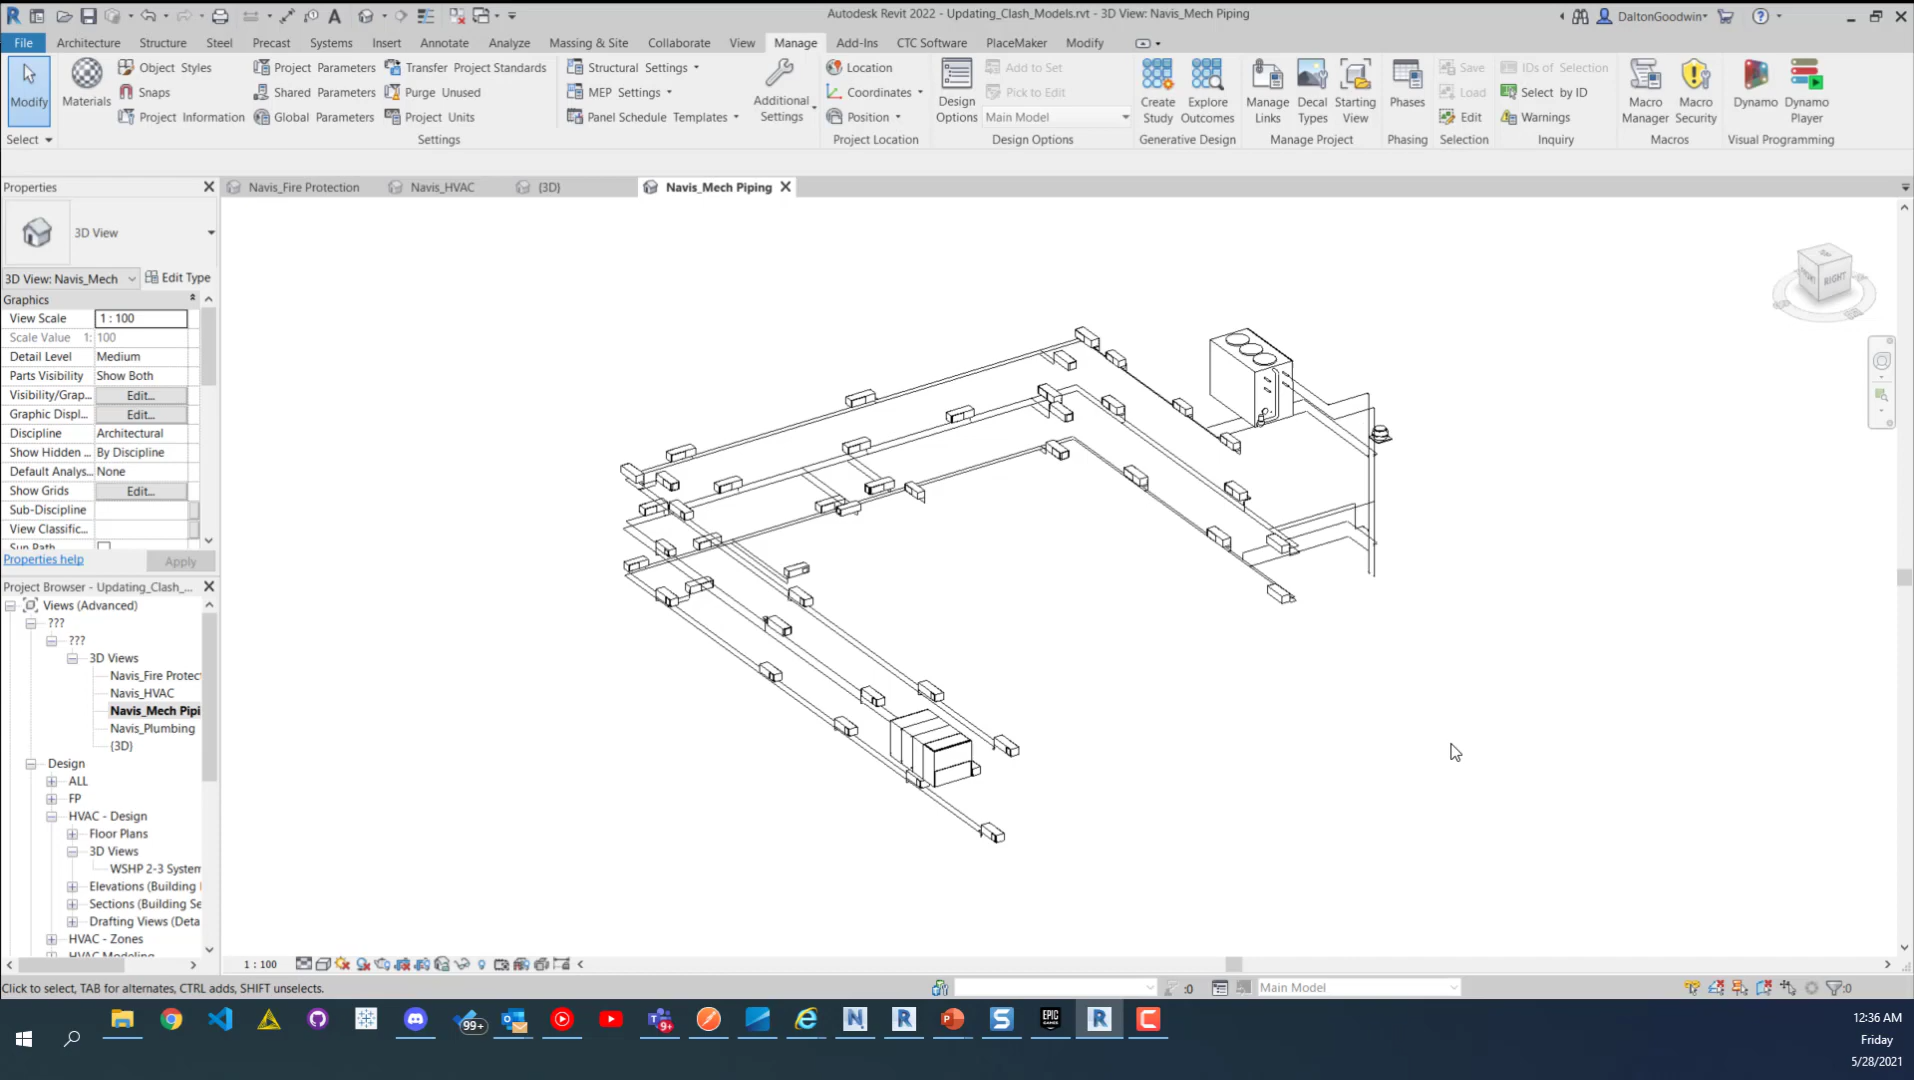 Autodesk Revit 2022 - Updating_Clash_Models.rvt - 3D View: Navis_Mech Piping
DaltonGoodwin
File Architecture Structure Steel Precast Systems Insert Annotate Analyze Massing & Site Collaborate View Manage Add-Ins CTC Software PlaceMaker Modify
Modify
Select
Materials
Object Styles
Snaps
Project Information
Project Parameters
Shared Parameters
Global Parameters
Transfer Project Standards
Purge Unused
Project Units
Structural Settings
MEP Settings
Panel Schedule Templates
Additional Settings
Settings
Location
Coordinates
Position
Project Location
Design Options
Add to Set
Pick to Edit
Main Model
Design Options
Create Study
Explore Outcomes
Generative Design
Manage Links
Decal Types
Starting View
Manage Project
Phases
Phasing
Save
Load
Edit
Selection
IDs of Selection
Select by ID
Warnings
Inquiry
Macro Manager
Macro Security
Macros
Dynamo
Dynamo Player
Visual Programming
Properties
Navis_Fire Protection
Navis_HVAC
{3D}
Navis_Mech Piping
3D View
3D View: Navis_Mech
Edit Type
Graphics
View Scale 1 : 100
Scale Value 1: 100
Detail Level Medium
Parts Visibility Show Both
Visibility/Grap... Edit...
Graphic Displ... Edit...
Discipline Architectural
Show Hidden ... By Discipline
Default Analys... None
Show Grids Edit...
Sub-Discipline
View Classific...
Sun Path
Properties help
Apply
Project Browser - Updating_Clash_...
Views (Advanced)
???
???
3D Views
Navis_Fire Protec
Navis_HVAC
Navis_Mech Pipi
Navis_Plumbing
{3D}
Design
ALL
FP
HVAC - Design
Floor Plans
3D Views
WSHP 2-3 System
Elevations (Building
Sections (Building Se
Drafting Views (Deta
HVAC - Zones
HVAC Modeling
TOP
RIGHT
1 : 100
Click to select, TAB for alternates, CTRL adds, SHIFT unselects.
:0
Main Model
:0
99+
9+
EPIC
GAMES
12:36 AM
Friday
5/28/2021